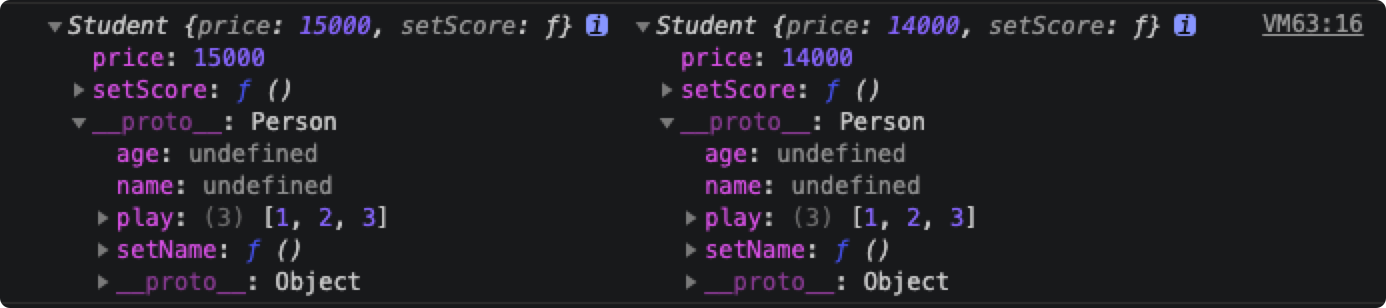 ▼Student {price: 15000, setScore: ƒ} i ▼Student {price: 14000, setScore: ƒ} i VM63:16
price: 15000 price: 14000
▶setScore: ƒ () ▶setScore: ƒ ()
▼__proto__: Person ▼__proto__: Person
age: undefined age: undefined
name: undefined name: undefined
▶play: (3) [1, 2, 3] ▶play: (3) [1, 2, 3]
▶setName: ƒ () ▶setName: ƒ ()
▶__proto__: Object ▶__proto__: Object